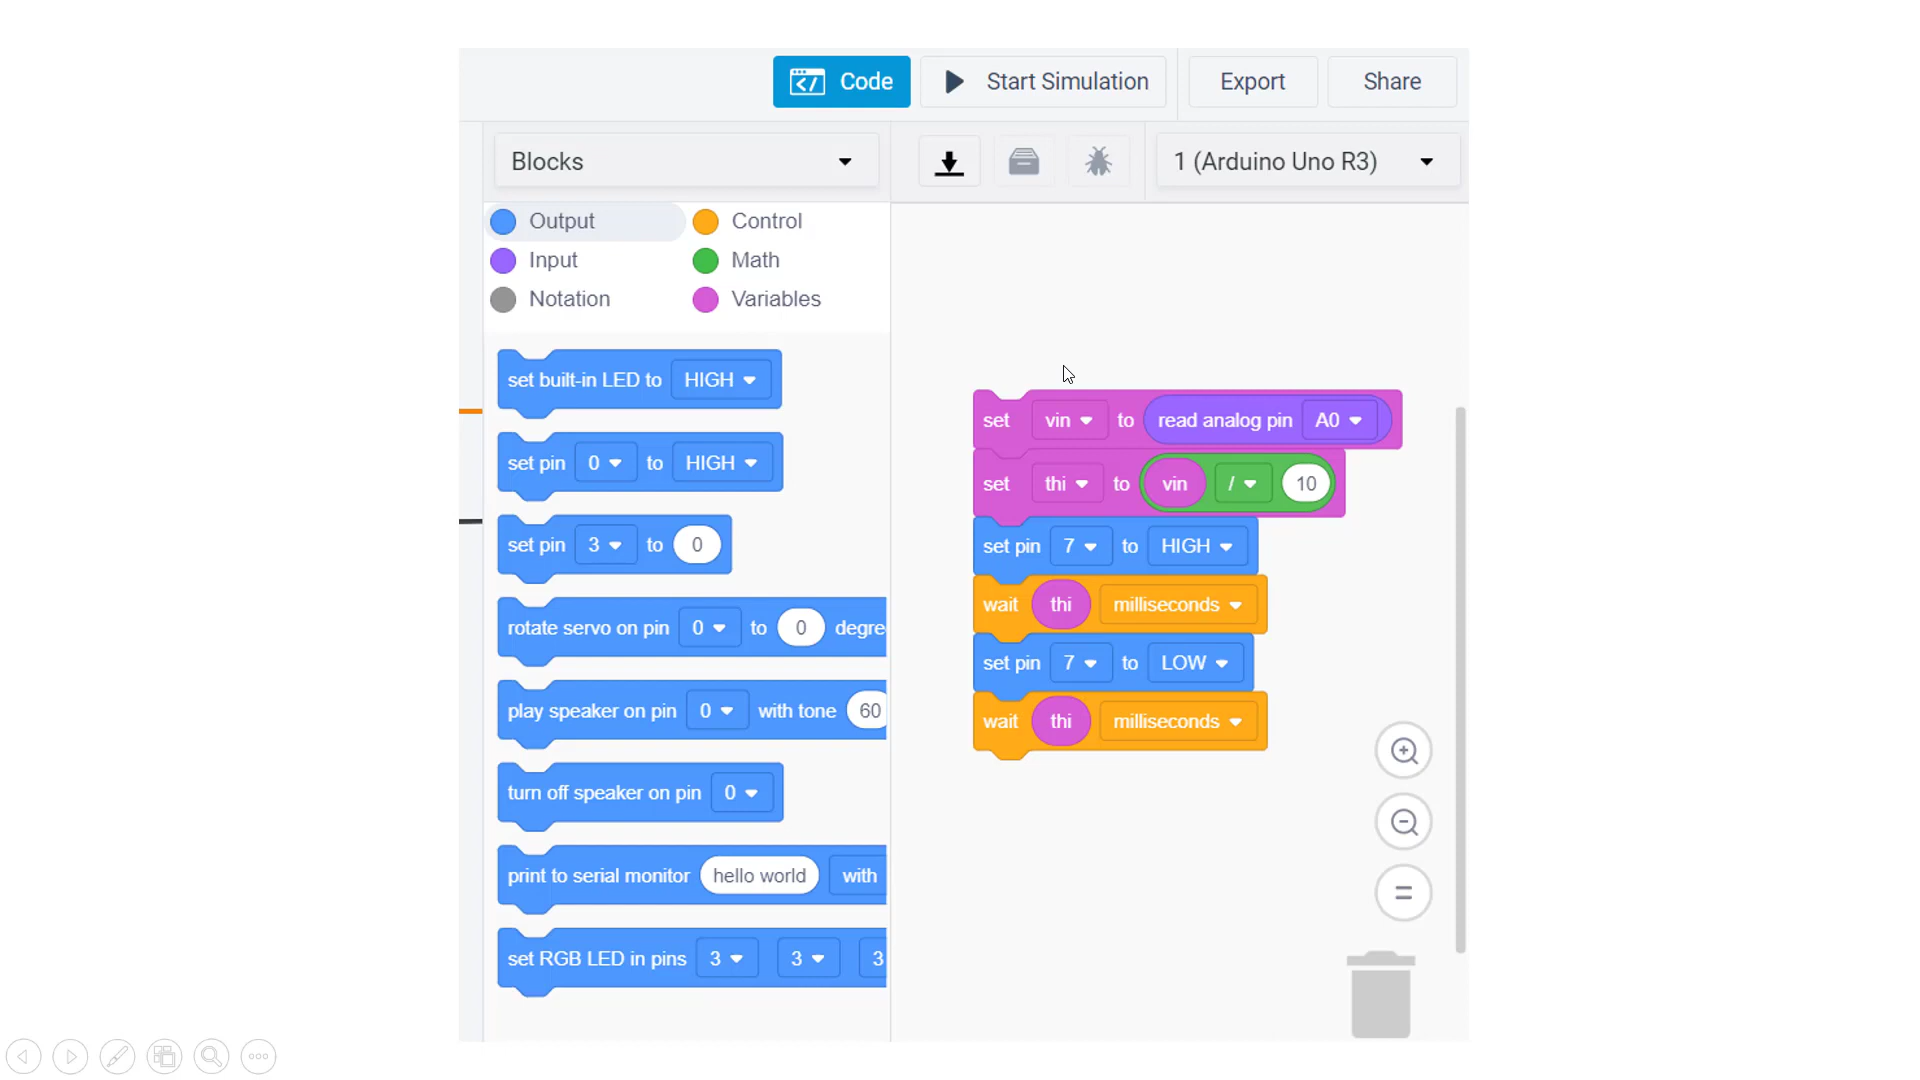 Code
Start Simulation
Export
Share
Blocks
1 (Arduino Uno R3)
Output
Control
Input
Math
Notation
Variables
set built-in LED to HIGH
set pin 0 to HIGH
set pin 3 to 0
rotate servo on pin 0 to 0 degre
play speaker on pin 0 with tone 60
turn off speaker on pin 0
print to serial monitor hello world with
set RGB LED in pins 3 3 3
set vin to read analog pin A0
set thi to vin / 10
set pin 7 to HIGH
wait thi milliseconds
set pin 7 to LOW
wait thi milliseconds